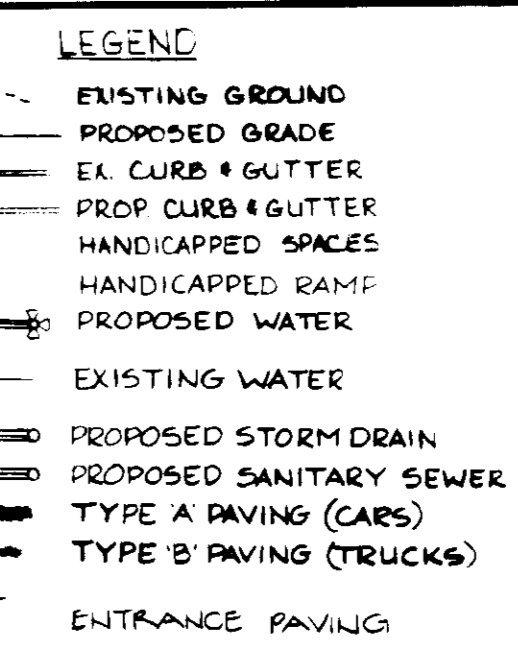 LEGEND
EXISTING GROUND
PROPOSED GRADE
EX. CURB & GUTTER
PROP. CURB & GUTTER
HANDICAPPED SPACES
HANDICAPPED RAMP
PROPOSED WATER
EXISTING WATER
PROPOSED STORM DRAIN
PROPOSED SANITARY SEWER
TYPE 'A' PAVING (CARS)
TYPE 'B' PAVING (TRUCKS)
ENTRANCE PAVING